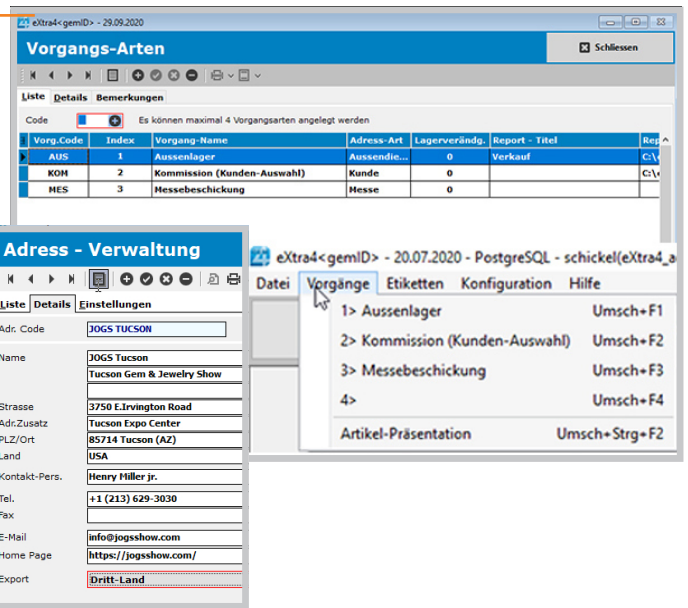 eXtra4<gemID> - 29.09.2020
Vorgangs-Arten
Schliessen
Liste Details Bemerkungen
Code
Es können maximal 4 Vorgangsarten angelegt werden
Vorg.Code Index Vorgang-Name Adress-Art Lagerveründg. Report - Titel
AUS 1 Aussenlager Aussendie... 0 Verkauf C:\
KOM 2 Kommission (Kunden-Auswahl) Kunde 0 C:\
MES 3 Messebeschickung Messe 0
Adress - Verwaltung
Liste Details Einstellungen
Adr. Code JOGS TUCSON
Name JOGS Tucson
Tucson Gem & Jewelry Show
Strasse 3750 E.Irvington Road
Adr.Zusatz Tucson Expo Center
PLZ/Ort 85714 Tucson (AZ)
Land USA
Kontakt-Pers. Henry Miller jr.
Tel. +1 (213) 629-3030
Fax
E-Mail info@jogsshow.com
Home Page https://jogsshow.com/
Export Dritt-Land
eXtra4<gemID> - 20.07.2020 - PostgreSQL - schickel(eXtra4_a
Datei Vorgänge Etiketten Konfiguration Hilfe
1> Aussenlager Umsch+F1
2> Kommission (Kunden-Auswahl) Umsch+F2
3> Messebeschickung Umsch+F3
4> Umsch+F4
Artikel-Präsentation Umsch+Strg+F2